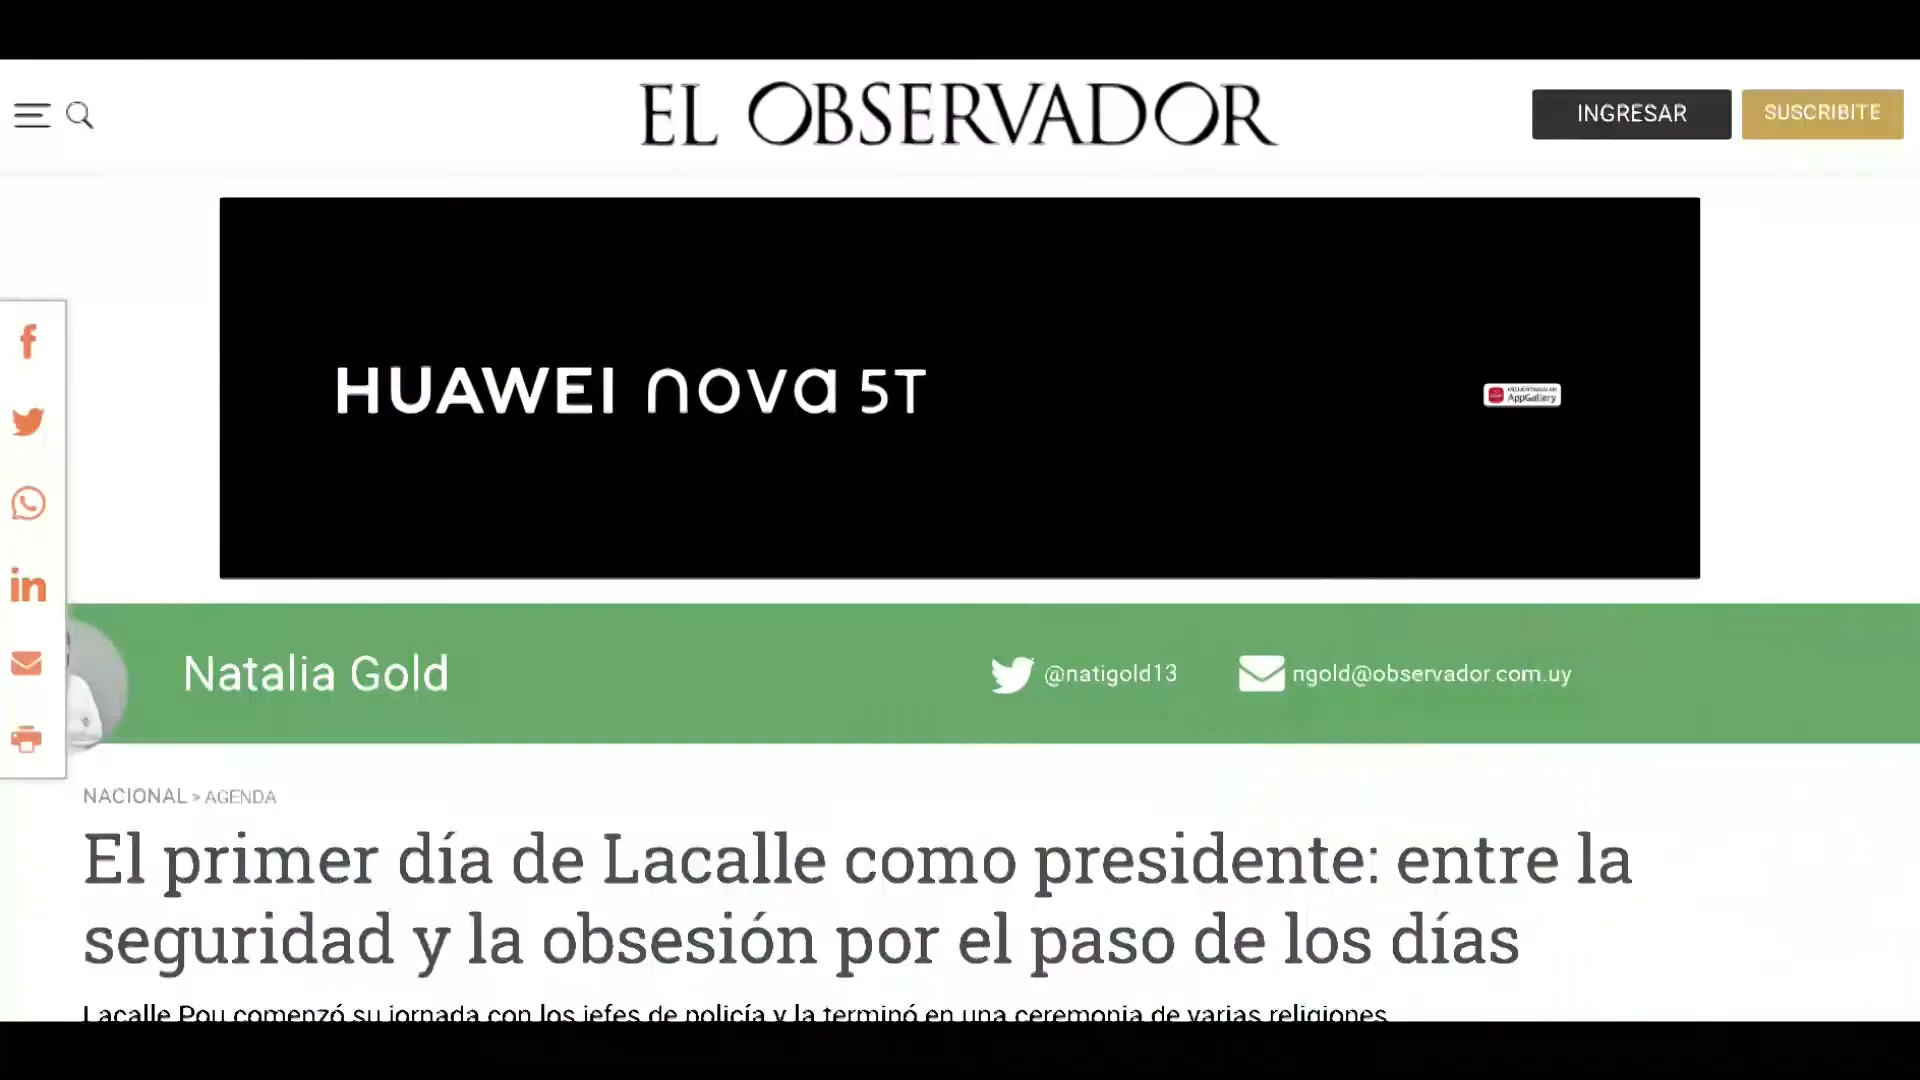 EL OBSERVADOR
INGRESAR
SUSCRIBITE
HUAWEI nova 5T
AppGallery
Natalia Gold
@natigold13
ngold@observador.com.uy
NACIONAL > AGENDA
El primer día de Lacalle como presidente: entre la
seguridad y la obsesión por el paso de los días
Lacalle Pou comenzó su jornada con los jefes de policía y la terminó en una ceremonia de varias religiones